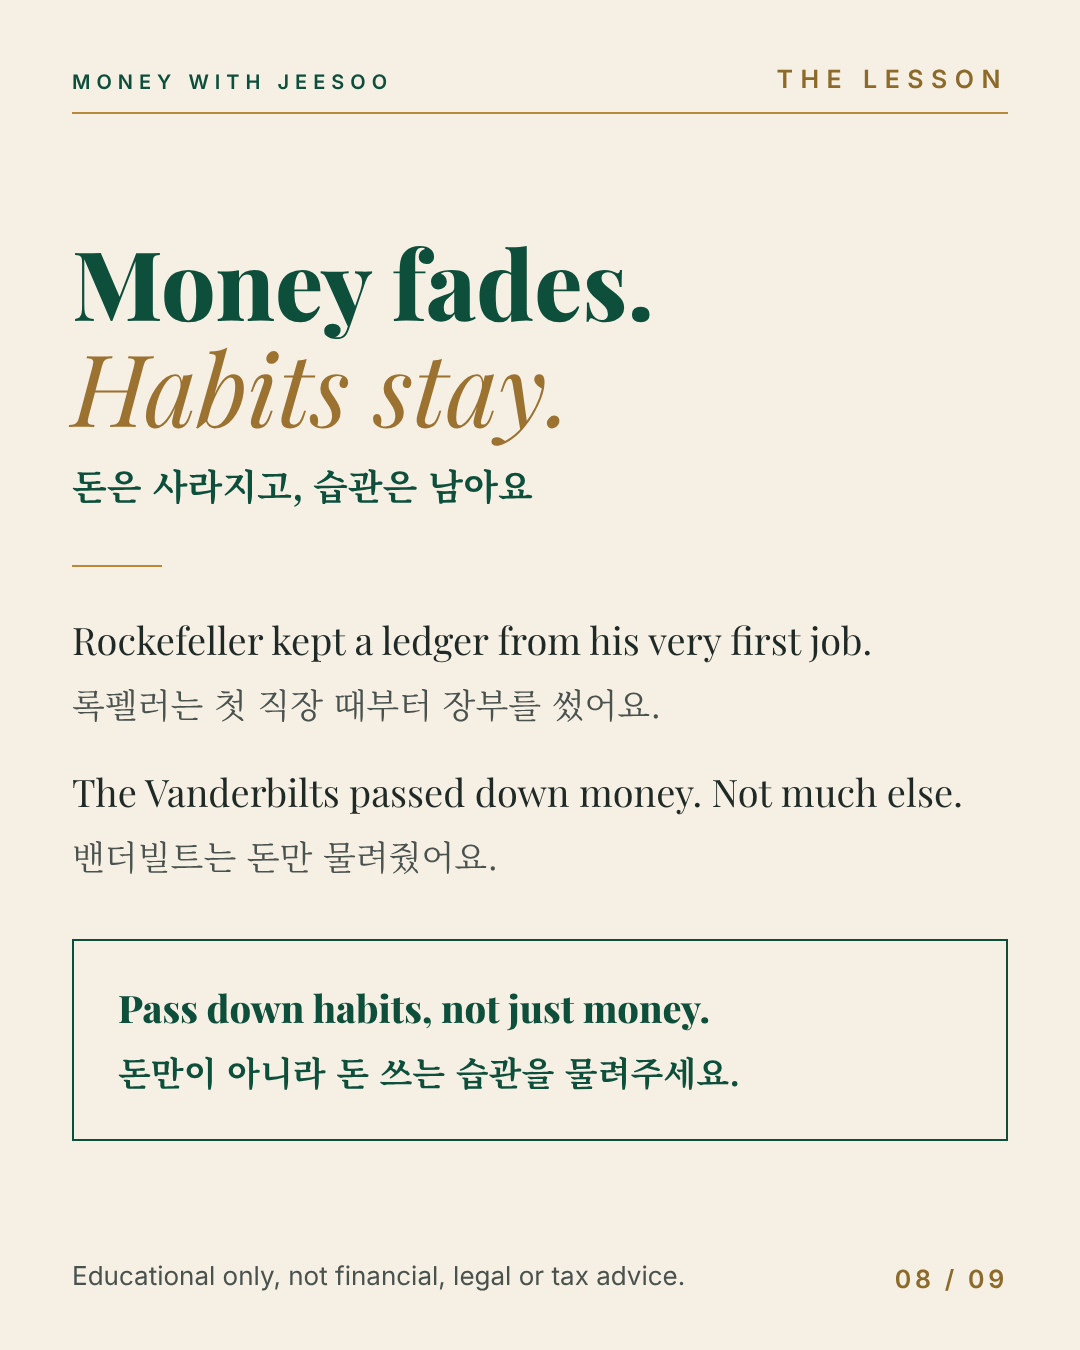 MONEY WITH JEESOO
THE LESSON
Money fades.
Habits stay.
돈은 사라지고, 습관은 남아요
Rockefeller kept a ledger from his very first job.
록펠러는 첫 직장 때부터 장부를 썼어요.
The Vanderbilts passed down money. Not much else.
밴더빌트는 돈만 물려줬어요.
Pass down habits, not just money.
돈만이 아니라 돈 쓰는 습관을 물려주세요.
Educational only, not financial, legal or tax advice.
08 / 09